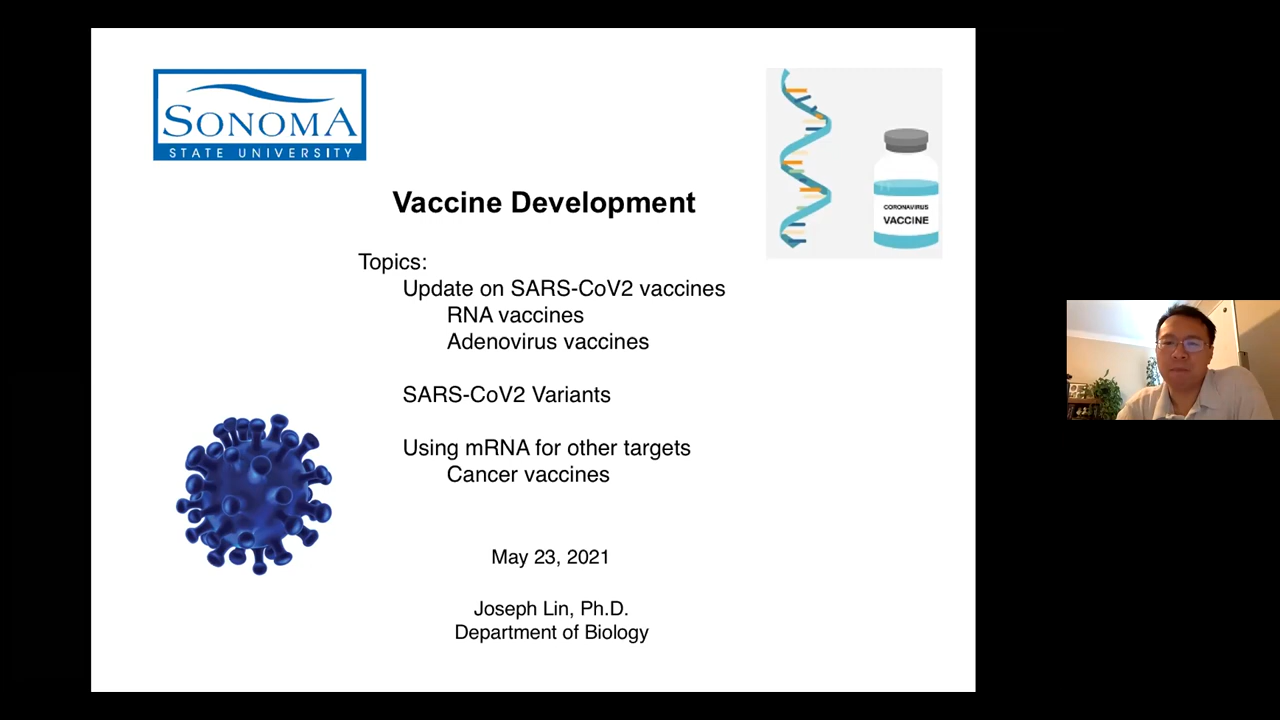 SONOMA
STATE UNIVERSITY
CORONAVIRUS
VACCINE
Vaccine Development
Topics:
Update on SARS-CoV2 vaccines
RNA vaccines
Adenovirus vaccines
SARS-CoV2 Variants
Using mRNA for other targets
Cancer vaccines
May 23, 2021
Joseph Lin, Ph.D.
Department of Biology